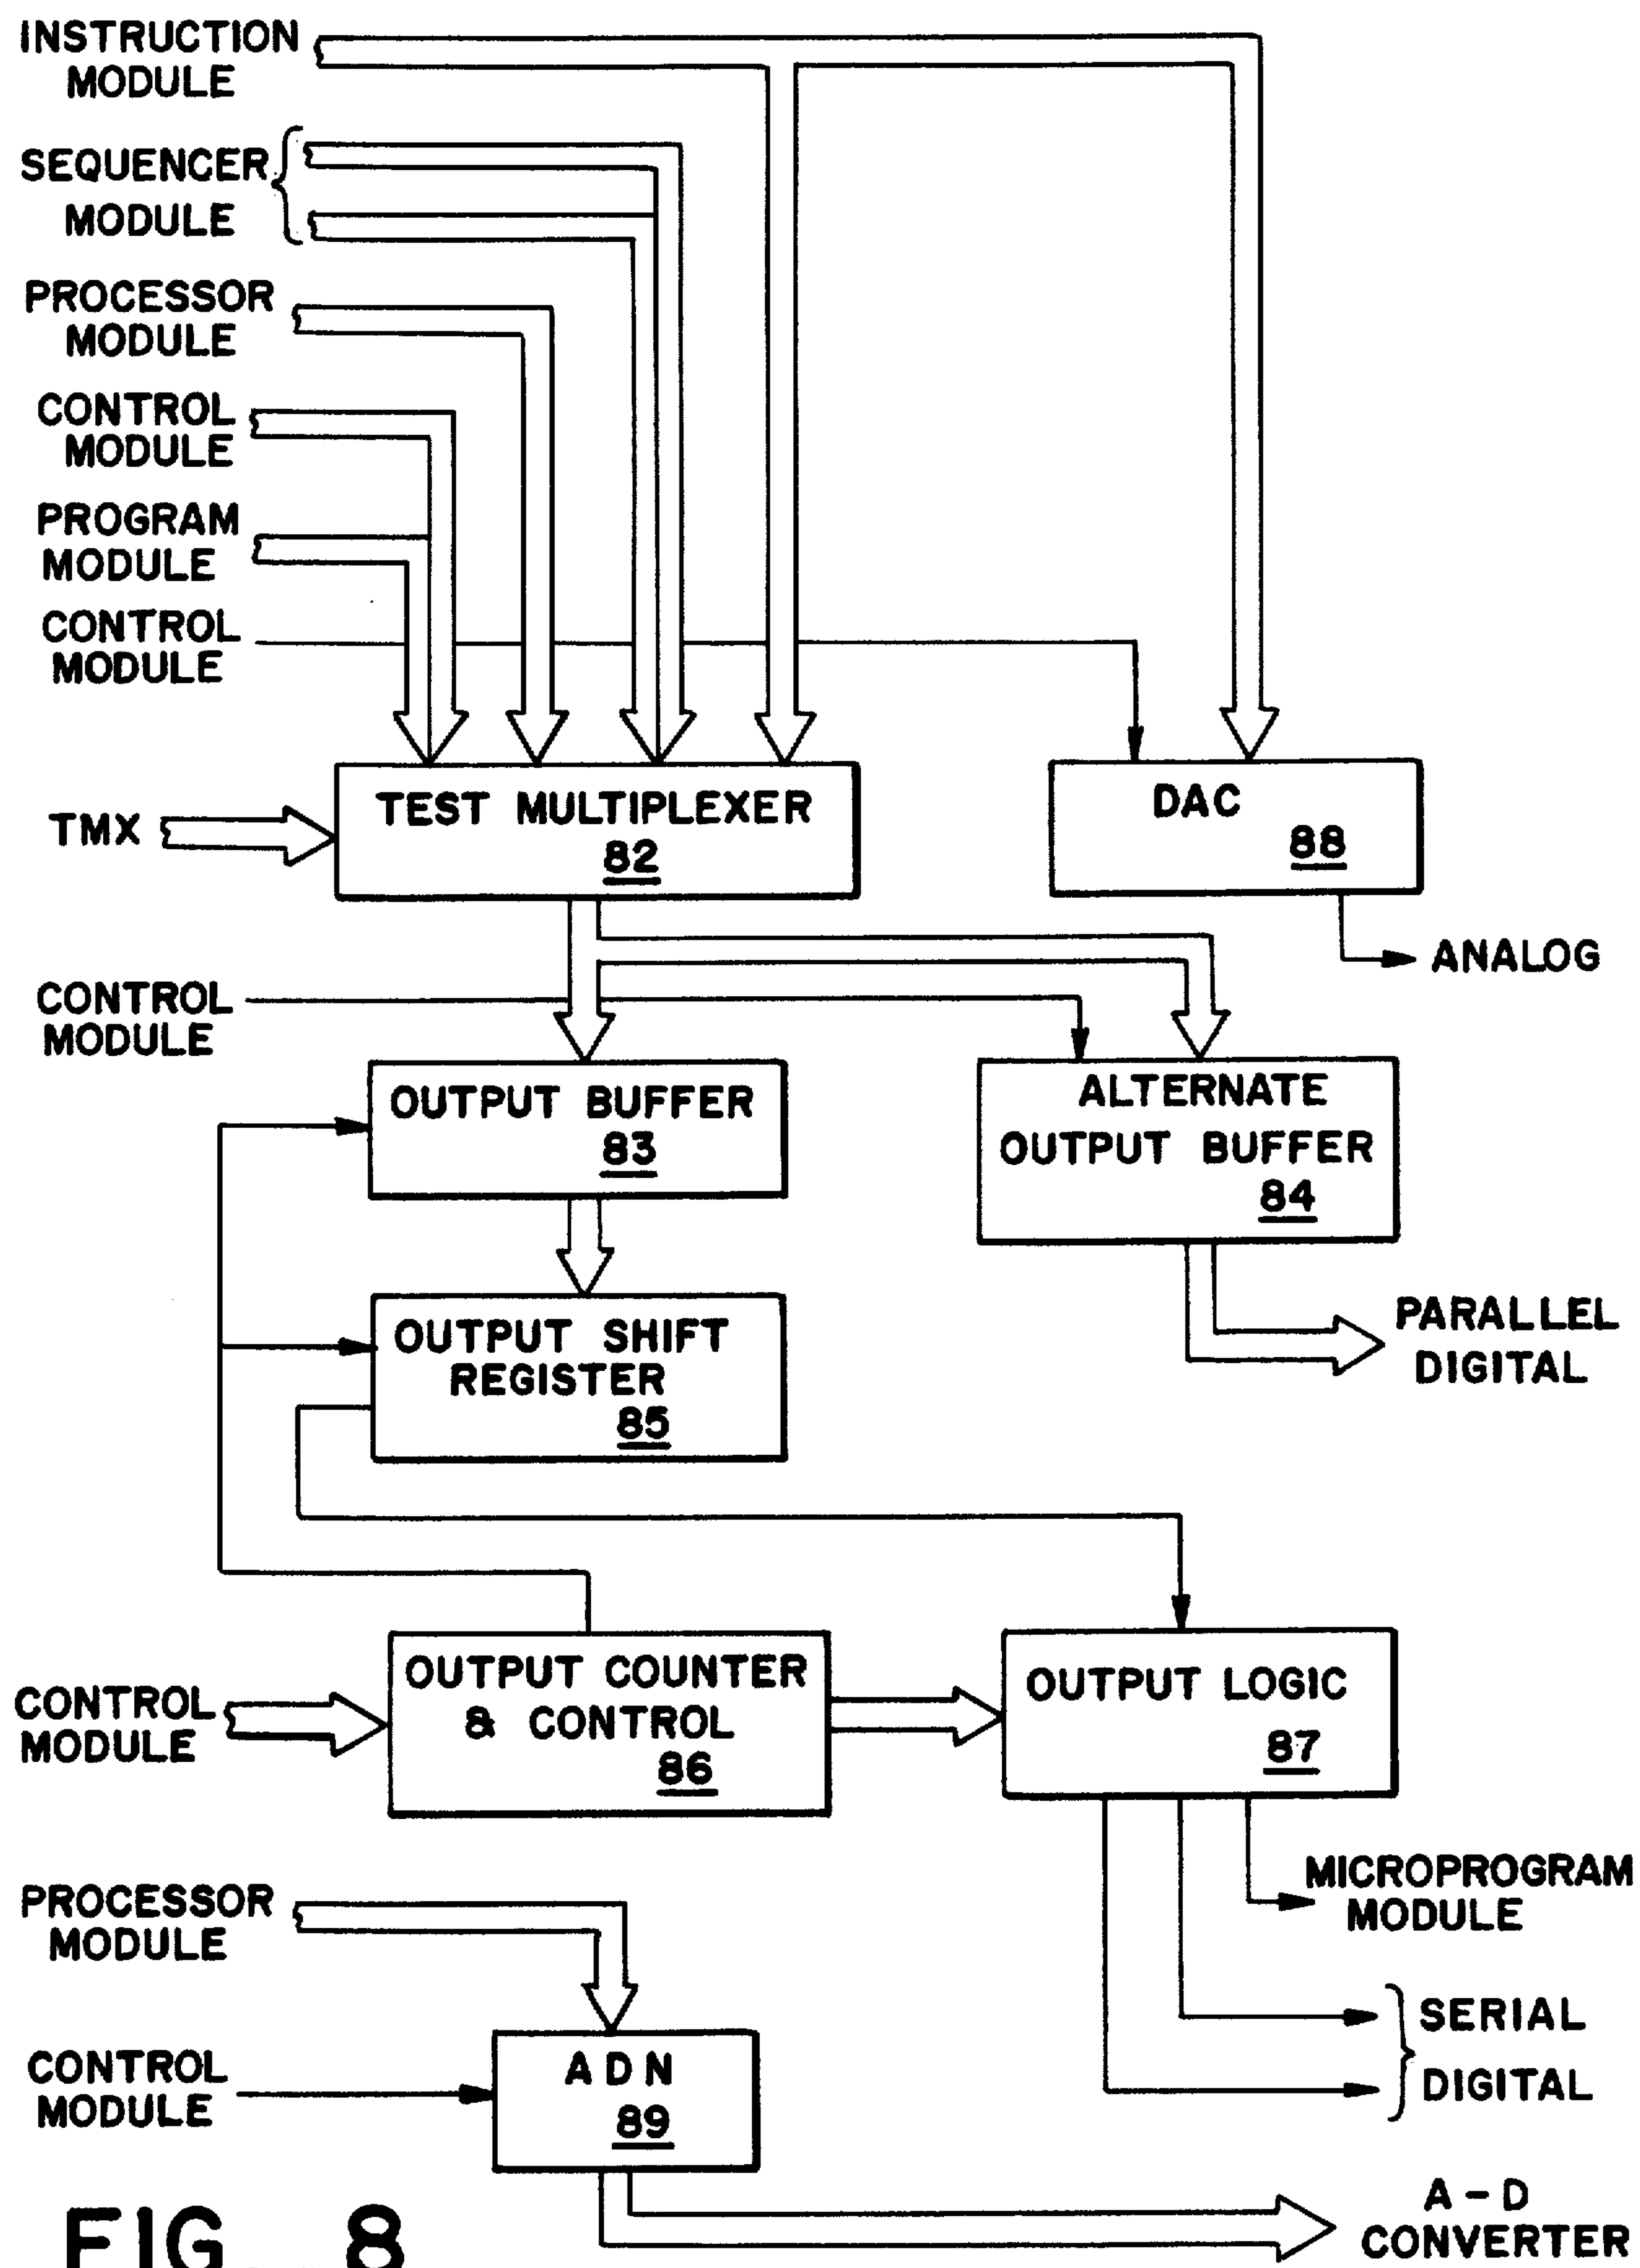 INSTRUCTION
MODULE
SEQUENCER
MODULE
PROCESSOR
MODULE
CONTROL
MODULE
PROGRAM
MODULE
CONTROL
MODULE
TMX
TEST MULTIPLEXER
82
DAC
88
ANALOG
CONTROL
MODULE
OUTPUT BUFFER
83
ALTERNATE
OUTPUT BUFFER
84
OUTPUT SHIFT
REGISTER
85
PARALLEL
DIGITAL
CONTROL
MODULE
OUTPUT COUNTER
& CONTROL
86
OUTPUT LOGIC
87
MICROPROGRAM
MODULE
SERIAL
DIGITAL
PROCESSOR
MODULE
CONTROL
MODULE
ADN
89
A-D
CONVERTER
FIG. 8